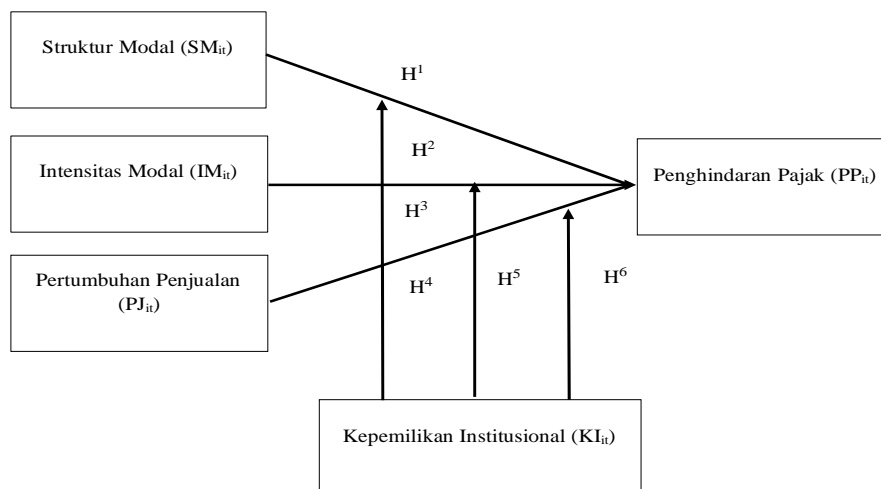 Struktur Modal (SMit)
H1
H2
Intensitas Modal (IMit)
Penghindaran Pajak (PPit)
H3
Pertumbuhan Penjualan
(PJit)
H4
H5
H6
Kepemilikan Institusional (KIit)